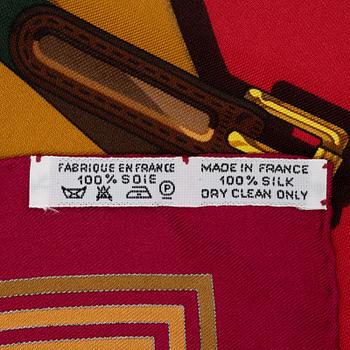 FABRIQUE EN FRANCE
100% SOIE
P
MADE IN FRANCE
100% SILK
DRY CLEAN ONLY